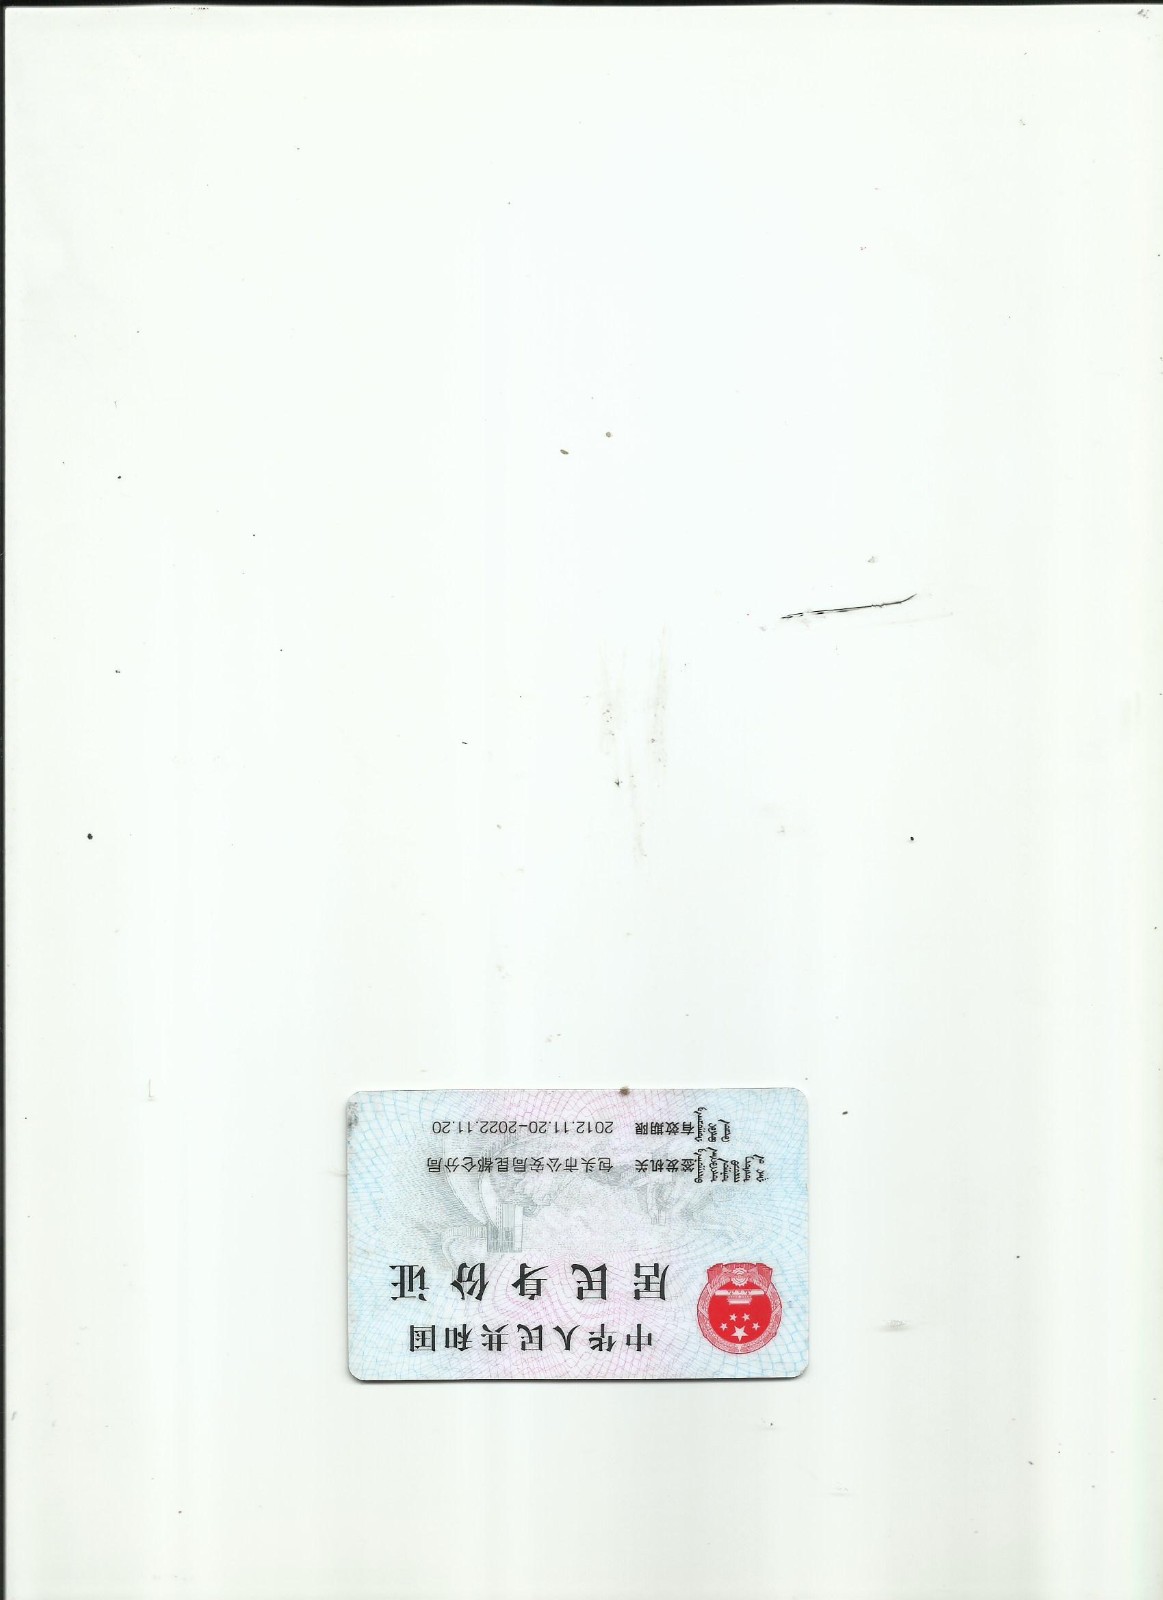 中华人民共和国
居民身份证
签发机关 包头市公安局昆都仑分局
有效期限 2012.11.20-2022.11.20